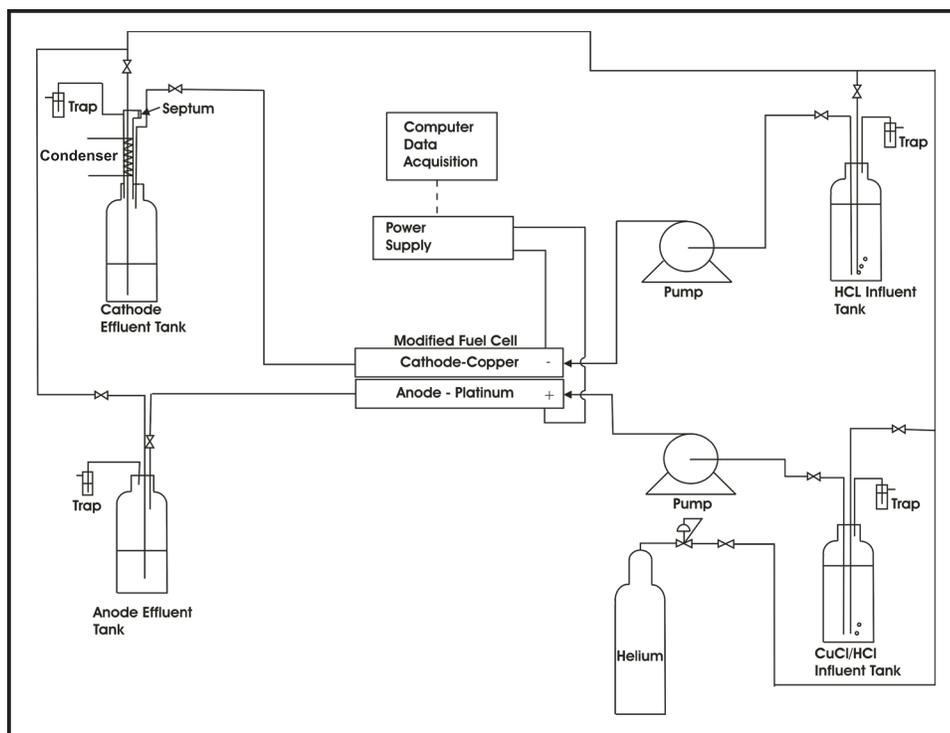 Trap
Septum
Condenser
Cathode
Effluent Tank
Computer
Data
Acquisition
Power
Supply
Pump
Trap
HCL Influent
Tank
Modified Fuel Cell
Cathode-Copper -
Anode - Platinum +
Trap
Anode Effluent
Tank
Pump
Trap
Helium
CuCl/HCl
Influent Tank